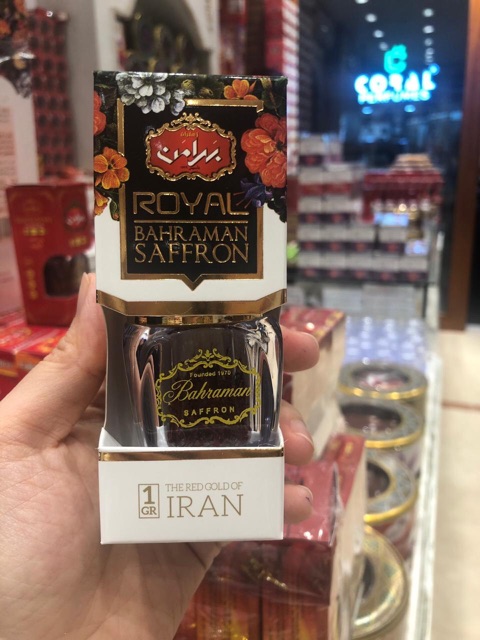 CORAL
PERFUMES
بهرامن
ROYAL
BAHRAMAN
SAFFRON
Founded 1970
Bahraman
SAFFRON
1 GR
THE RED GOLD OF
IRAN